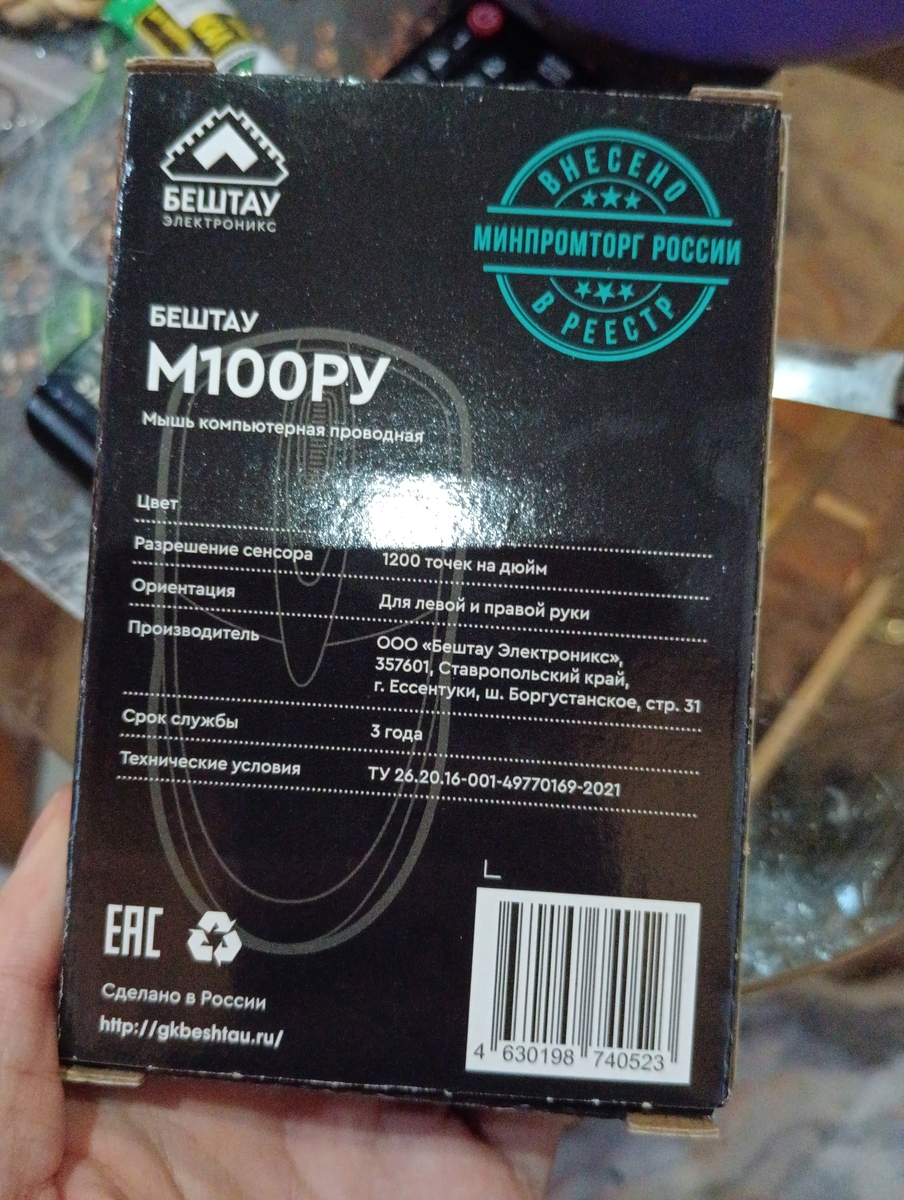 БЕШТАУ
ЭЛЕКТРОНИКС
ВНЕСЕНО
МИНПРОМТОРГ РОССИИ
В РЕЕСТР
БЕШТАУ
М100РУ
Мышь компьютерная проводная
Цвет
Разрешение сенсора 1200 точек на дюйм
Ориентация Для левой и правой руки
Производитель ООО «Бештау Электроникс»,
357601, Ставропольский край,
г. Ессентуки, ш. Боргустанское, стр. 31
Срок службы 3 года
Технические условия ТУ 26.20.16-001-49770169-2021
EAC
Сделано в России
http://gkbeshtau.ru/
4 630198 740523